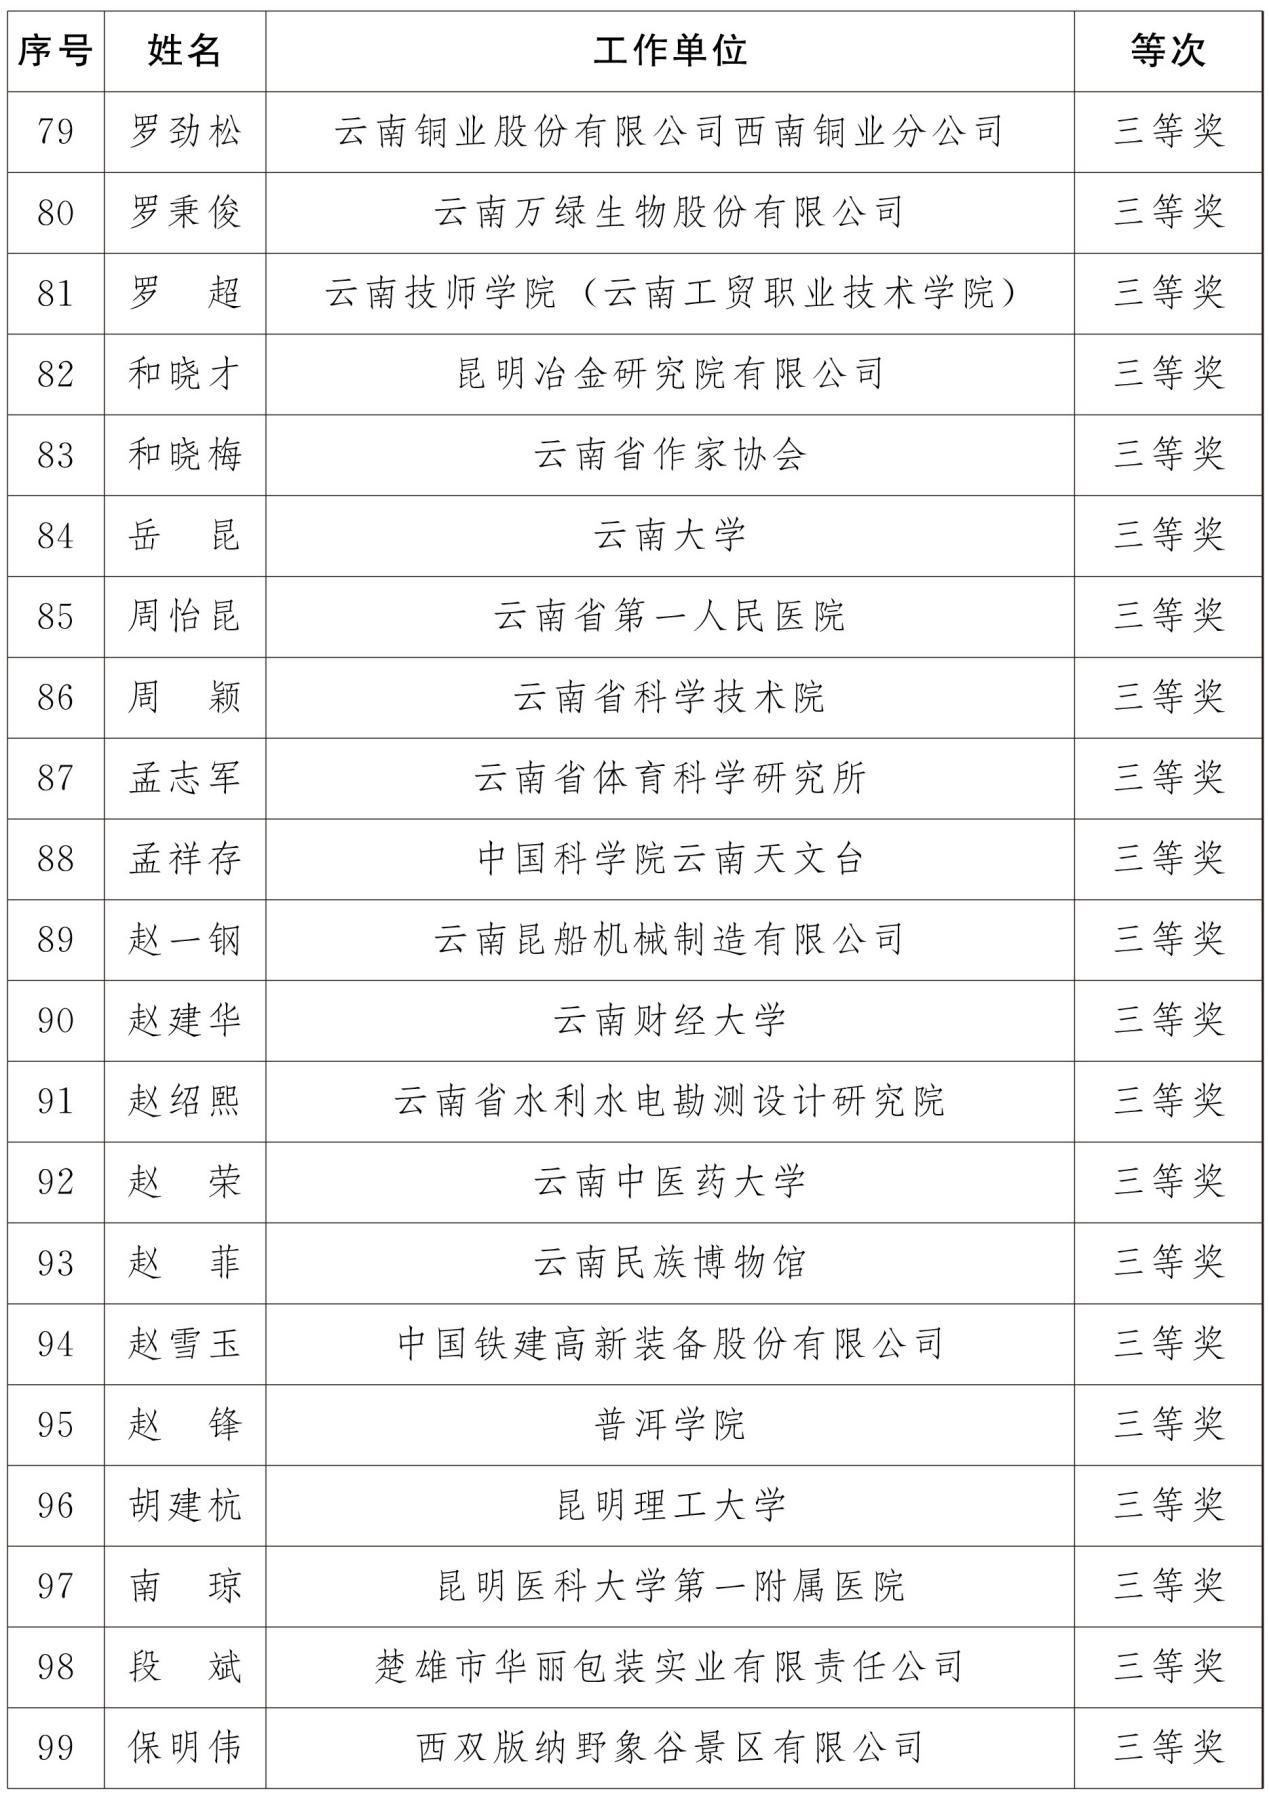 序号 姓名 工作单位 等次
79 罗劲松 云南铜业股份有限公司西南铜业分公司 三等奖
80 罗秉俊 云南万绿生物股份有限公司 三等奖
81 罗 超 云南技师学院（云南工贸职业技术学院） 三等奖
82 和晓才 昆明冶金研究院有限公司 三等奖
83 和晓梅 云南省作家协会 三等奖
84 岳 昆 云南大学 三等奖
85 周怡昆 云南省第一人民医院 三等奖
86 周 颖 云南省科学技术院 三等奖
87 孟志军 云南省体育科学研究所 三等奖
88 孟祥存 中国科学院云南天文台 三等奖
89 赵一钢 云南昆船机械制造有限公司 三等奖
90 赵建华 云南财经大学 三等奖
91 赵绍熙 云南省水利水电勘测设计研究院 三等奖
92 赵 荣 云南中医药大学 三等奖
93 赵 菲 云南民族博物馆 三等奖
94 赵雪玉 中国铁建高新装备股份有限公司 三等奖
95 赵 锋 普洱学院 三等奖
96 胡建杭 昆明理工大学 三等奖
97 南 琼 昆明医科大学第一附属医院 三等奖
98 段 斌 楚雄市华丽包装实业有限责任公司 三等奖
99 保明伟 西双版纳野象谷景区有限公司 三等奖